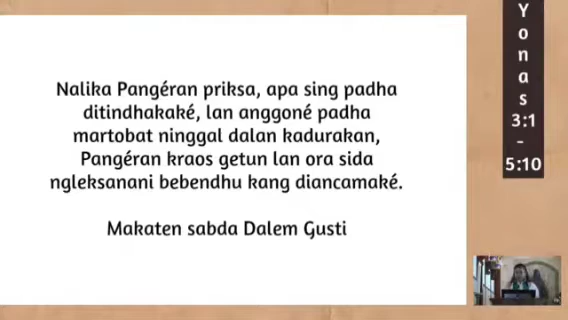 Nalika Pangéran priksa, apa sing padha
ditindhakaké, lan anggoné padha
martobat ninggal dalan kadurakan,
Pangéran kraos getun lan ora sida
ngleksanani bebendhu kang diancamaké.
Makaten sabda Dalem Gusti
Yonas
3:1
-
5:10